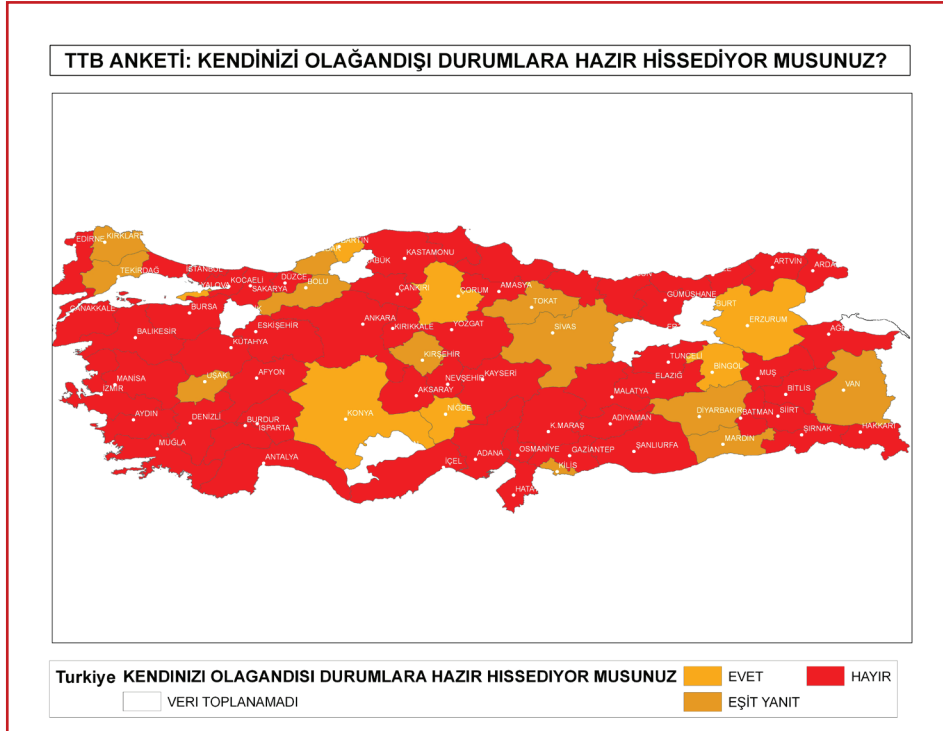 TTB ANKETİ: KENDİNİZİ OLAĞANDIŞI DURUMLARA HAZIR HİSSEDİYOR MUSUNUZ?
EDİRNE
TEKİRDAĞ
İSTANBUL
YALOVA
KOCAELİ
SAKARYA
DÜZCE
BOLU
KASTAMONU
ÇANKIRI
ÇORUM
AMASYA
TOKAT
SİVAS
GÜMÜŞHANE
ERZURUM
ARTVİN
ÇANAKKALE
BURSA
BALIKESİR
ESKİŞEHİR
KÜTAHYA
ANKARA
KIRIKKALE
YOZGAT
KIRŞEHİR
NEVŞEHİR
KAYSERİ
AKSARAY
MANİSA
İZMİR
UŞAK
AFYON
AYDIN
DENİZLİ
BURDUR
ISPARTA
KONYA
NİĞDE
MUĞLA
ANTALYA
İÇEL
ADANA
OSMANİYE
K.MARAŞ
GAZİANTEP
KİLİS
MALATYA
ADIYAMAN
ŞANLIURFA
TUNCELİ
ELAZIĞ
BİNGÖL
MUŞ
BİTLİS
VAN
DİYARBAKIR
BATMAN
SİİRT
MARDİN
ŞIRNAK
HAKKARİ
Turkiye KENDINIZI OLAGANDISI DURUMLARA HAZIR HISSEDIYOR MUSUNUZ
EVET
HAYIR
VERI TOPLANAMADI
EŞİT YANIT